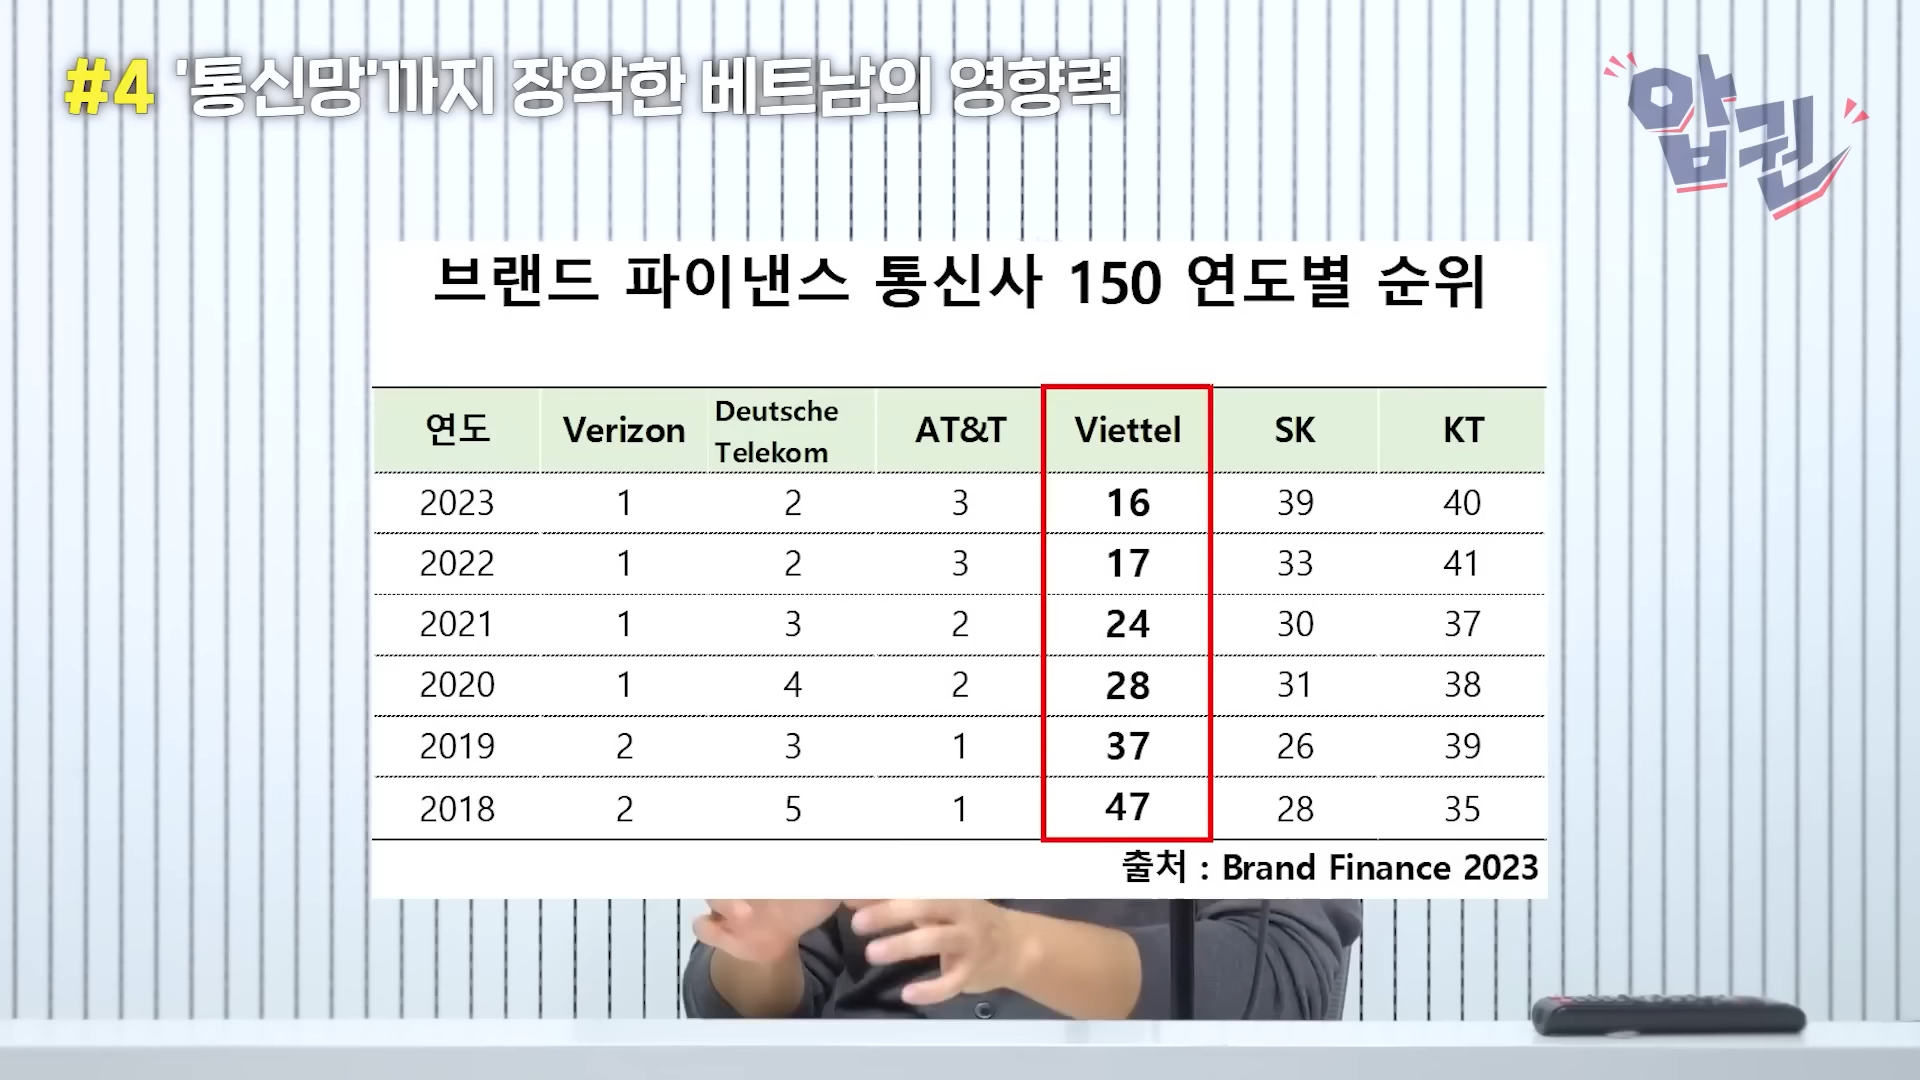 #4 '통신망'까지 장악한 베트남의 영향력
압권
브랜드 파이낸스 통신사 150 연도별 순위
연도 Verizon Deutsche Telekom AT&T Viettel SK KT
2023 1 2 3 16 39 40
2022 1 2 3 17 33 41
2021 1 3 2 24 30 37
2020 1 4 2 28 31 38
2019 2 3 1 37 26 39
2018 2 5 1 47 28 35
출처 : Brand Finance 2023